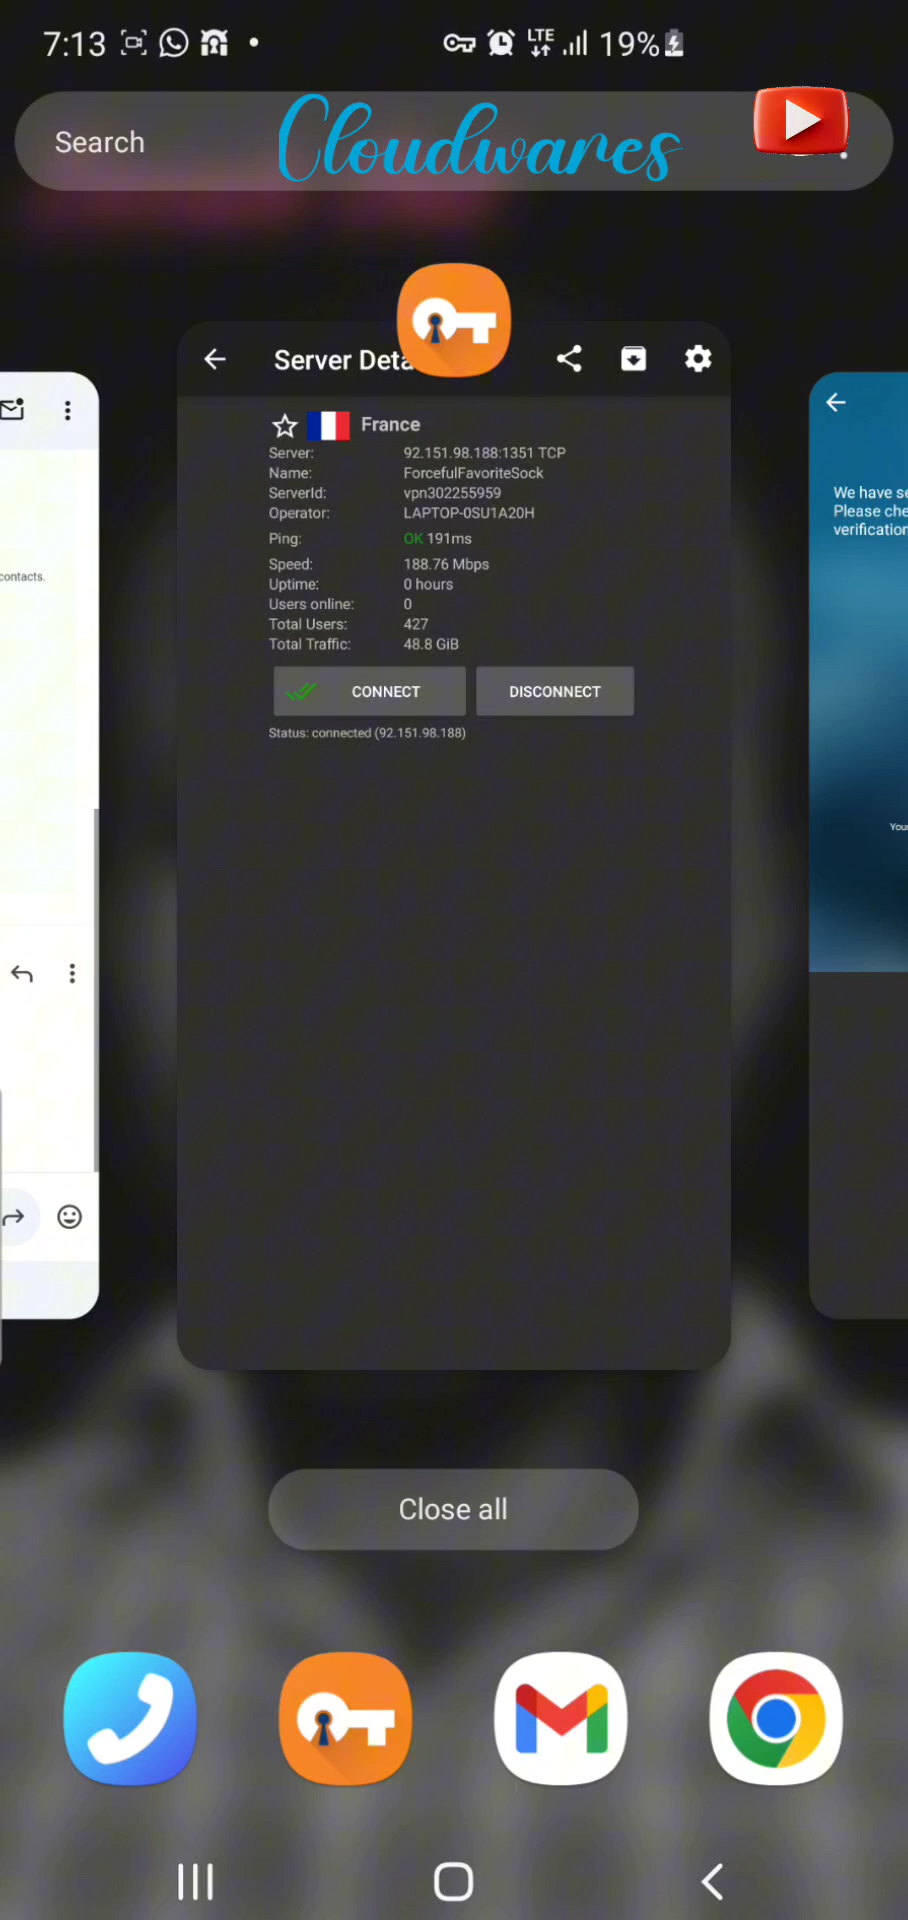 7:13
LTE
19%
Search
Cloudwares
Server Deta
France
Server: 92.151.98.188:1351 TCP
Name: ForcefulFavoriteSock
ServerId: vpn302255959
Operator: LAPTOP-0SU1A20H
Ping: OK 191ms
Speed: 188.76 Mbps
Uptime: 0 hours
Users online: 0
Total Users: 427
Total Traffic: 48.8 GiB
CONNECT
DISCONNECT
Status: connected (92.151.98.188)
contacts.
We have se
Please che
verification
Your
Close all